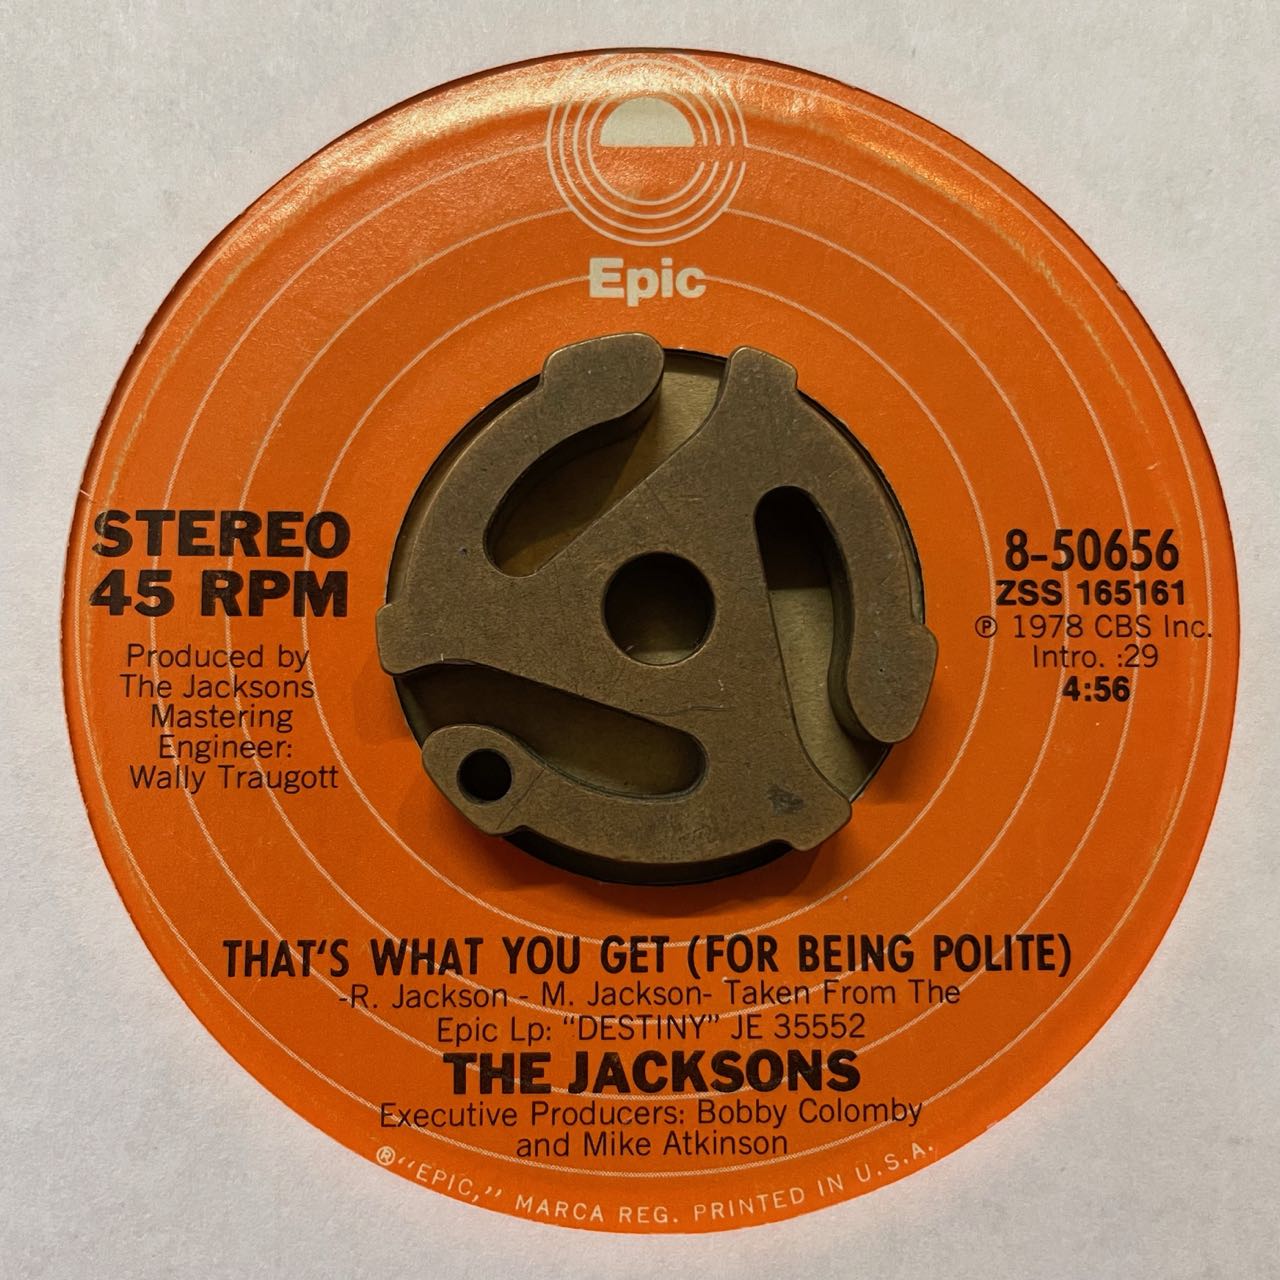 Epic
STEREO
45 RPM
Produced by
The Jacksons
Mastering
Engineer:
Wally Traugott
8-50656
ZSS 165161
℗ 1978 CBS Inc.
Intro. :29
4:56
THAT'S WHAT YOU GET (FOR BEING POLITE)
-R. Jackson - M. Jackson- Taken From The
Epic Lp: "DESTINY" JE 35552
THE JACKSONS
Executive Producers: Bobby Colomby
and Mike Atkinson
®"EPIC," MARCA REG. PRINTED IN U.S.A.